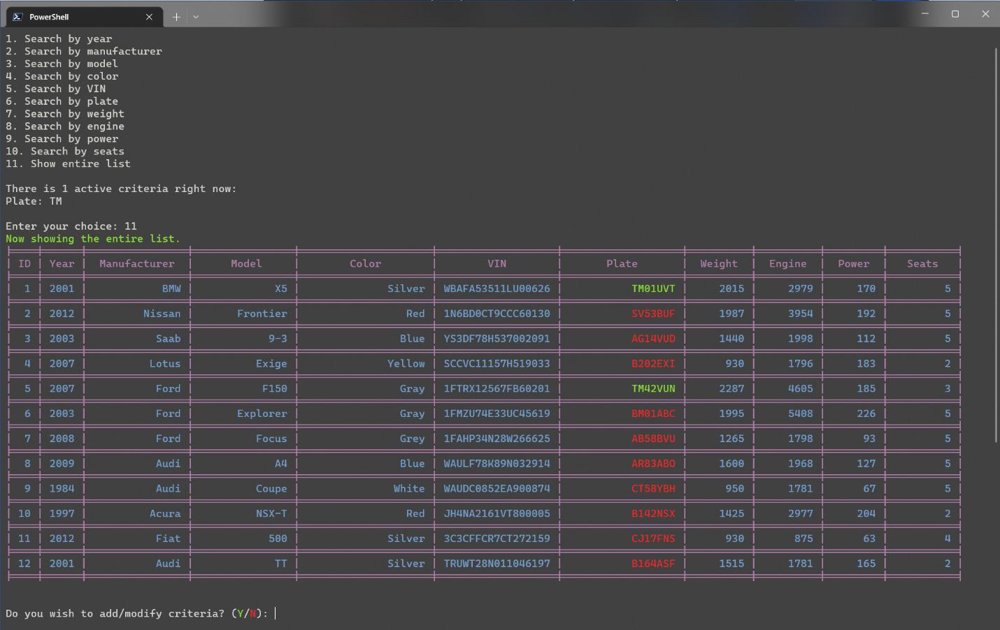 PowerShell
1. Search by year
2. Search by manufacturer
3. Search by model
4. Search by color
5. Search by VIN
6. Search by plate
7. Search by weight
8. Search by engine
9. Search by power
10. Search by seats
11. Show entire list
There is 1 active criteria right now:
Plate: TM
Enter your choice: 11
Now showing the entire list.
| ID | Year | Manufacturer | Model | Color | VIN | Plate | Weight | Engine | Power | Seats |
| 1 | 2001 | BMW | X5 | Silver | WBAFA53511LU00626 | TM01UVT | 2015 | 2979 | 170 | 5 |
| 2 | 2012 | Nissan | Frontier | Red | 1N6BD0CT9CCC60130 | SV53BUF | 1987 | 3954 | 192 | 5 |
| 3 | 2003 | Saab | 9-3 | Blue | YS3DF78H537002091 | AG14VUD | 1440 | 1998 | 112 | 5 |
| 4 | 2007 | Lotus | Exige | Yellow | SCCVC11157H519033 | B202EXI | 930 | 1796 | 183 | 2 |
| 5 | 2007 | Ford | F150 | Gray | 1FTRX12567FB60201 | TM42VUN | 2287 | 4605 | 185 | 3 |
| 6 | 2003 | Ford | Explorer | Gray | 1FMZU74E33UC45619 | BM01ABC | 1995 | 5408 | 226 | 5 |
| 7 | 2008 | Ford | Focus | Grey | 1FAHP34N28W266625 | AB58BVU | 1265 | 1798 | 93 | 5 |
| 8 | 2009 | Audi | A4 | Blue | WAULF78K89N032914 | AR83ABO | 1600 | 1968 | 127 | 5 |
| 9 | 1984 | Audi | Coupe | White | WAUDC0852EA900874 | CT58YBH | 950 | 1781 | 67 | 5 |
| 10 | 1997 | Acura | NSX-T | Red | JH4NA2161VT800005 | B142NSX | 1425 | 2977 | 204 | 2 |
| 11 | 2012 | Fiat | 500 | Silver | 3C3CFFCR7CT272159 | CJ17FNS | 930 | 875 | 63 | 4 |
| 12 | 2001 | Audi | TT | Silver | TRUWT28N011046197 | B164ASF | 1515 | 1781 | 165 | 2 |
Do you wish to add/modify criteria? (Y/N):